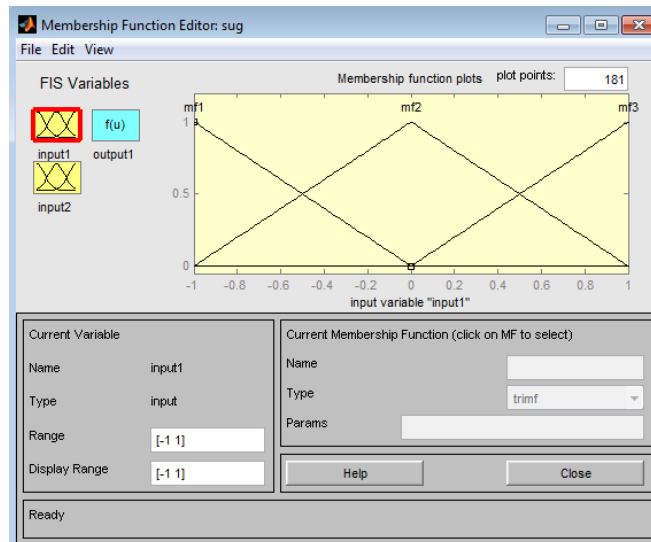 Membership Function Editor: sug
File Edit View
FIS Variables
f(u)
input1 output1
input2
Membership function plots plot points: 181
mf1 mf2 mf3
1
0.5
0
-1 -0.8 -0.6 -0.4 -0.2 0 0.2 0.4 0.6 0.8 1
input variable "input1"
Current Variable
Name input1
Type input
Range [-1 1]
Display Range [-1 1]
Current Membership Function (click on MF to select)
Name
Type trimf
Params
Help Close
Ready